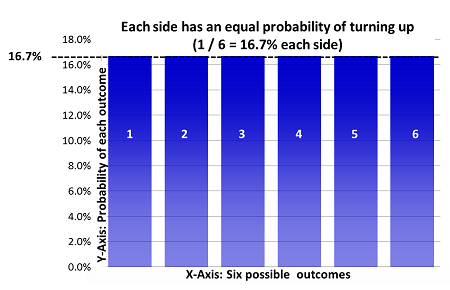 Each side has an equal probability of turning up
(1 / 6 = 16.7% each side)
18.0%
16.7%
16.0%
14.0%
12.0%
10.0%
8.0%
6.0%
4.0%
2.0%
0.0%
Y-Axis: Probability of each outcome
1 2 3 4 5 6
X-Axis: Six possible outcomes